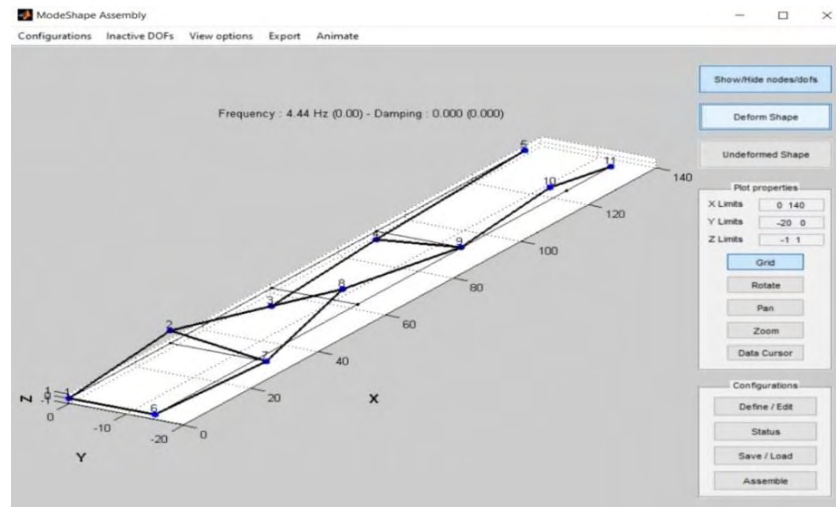 ModeShape Assembly
Configurations Inactive DOFs View options Export Animate
Show/Hide nodes/dofs
Frequency : 4.44 Hz (0.00) - Damping : 0.000 (0.000)
Deform Shape
Undeformed Shape
Plot properties
X Limits 0 140
Y Limits -20 0
Z Limits -1 1
Grid
Rotate
Pan
Zoom
Data Cursor
Configurations
Define / Edit
Status
Save / Load
Assemble
5
11
10
140
120
4
9
100
8
80
3
2
60
7
40
X
20
1
6
Z
1
0
-1
0
-10
-20
0
Y